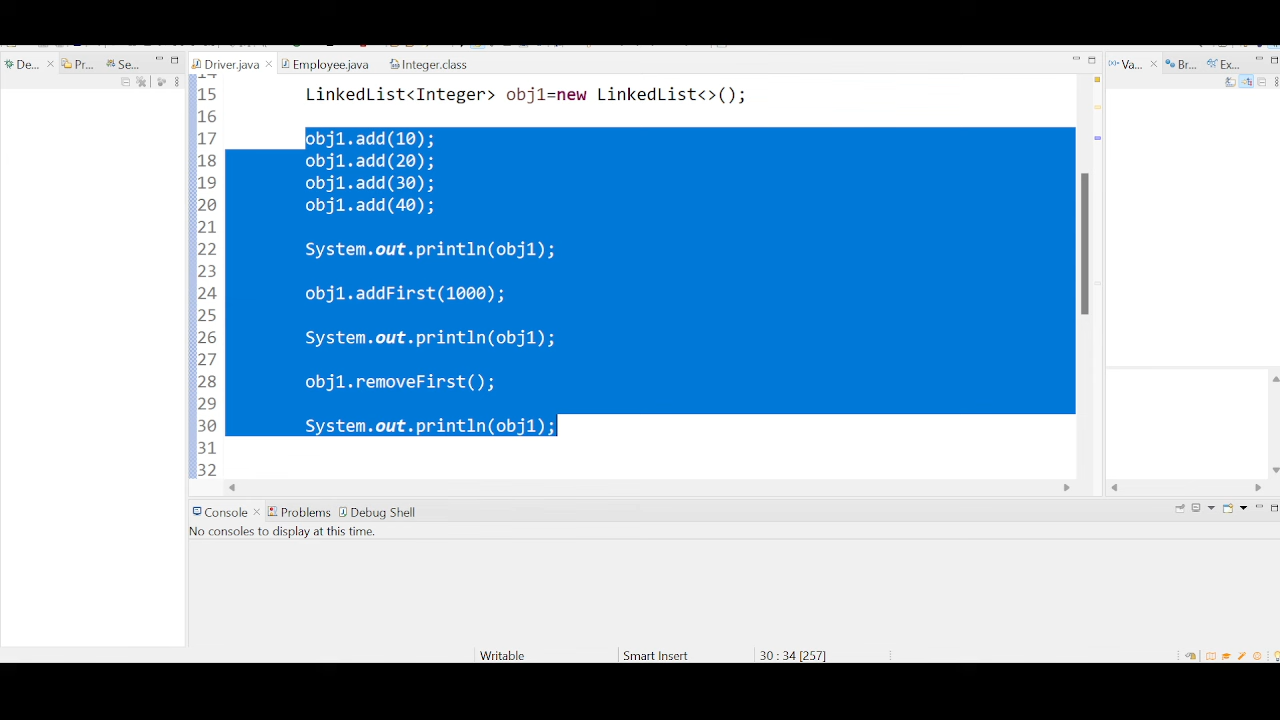 De...
Pr...
Se...
Driver.java
Employee.java
Integer.class
Va...
Br...
Ex...
14
15 LinkedList<Integer> obj1=new LinkedList<>();
16
17 obj1.add(10);
18 obj1.add(20);
19 obj1.add(30);
20 obj1.add(40);
21
22 System.out.println(obj1);
23
24 obj1.addFirst(1000);
25
26 System.out.println(obj1);
27
28 obj1.removeFirst();
29
30 System.out.println(obj1);
31
32
Console Problems Debug Shell
No consoles to display at this time.
Writable Smart Insert 30 : 34 [257]